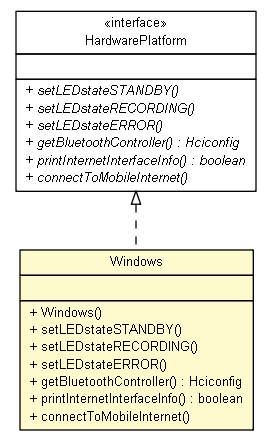 «interface»
HardwarePlatform
+ setLEDstateSTANDBY()
+ setLEDstateRECORDING()
+ setLEDstateERROR()
+ getBluetoothController() : Hciconfig
+ printInternetInterfaceInfo() : boolean
+ connectToMobileInternet()
Windows
+ Windows()
+ setLEDstateSTANDBY()
+ setLEDstateRECORDING()
+ setLEDstateERROR()
+ getBluetoothController() : Hciconfig
+ printInternetInterfaceInfo() : boolean
+ connectToMobileInternet()